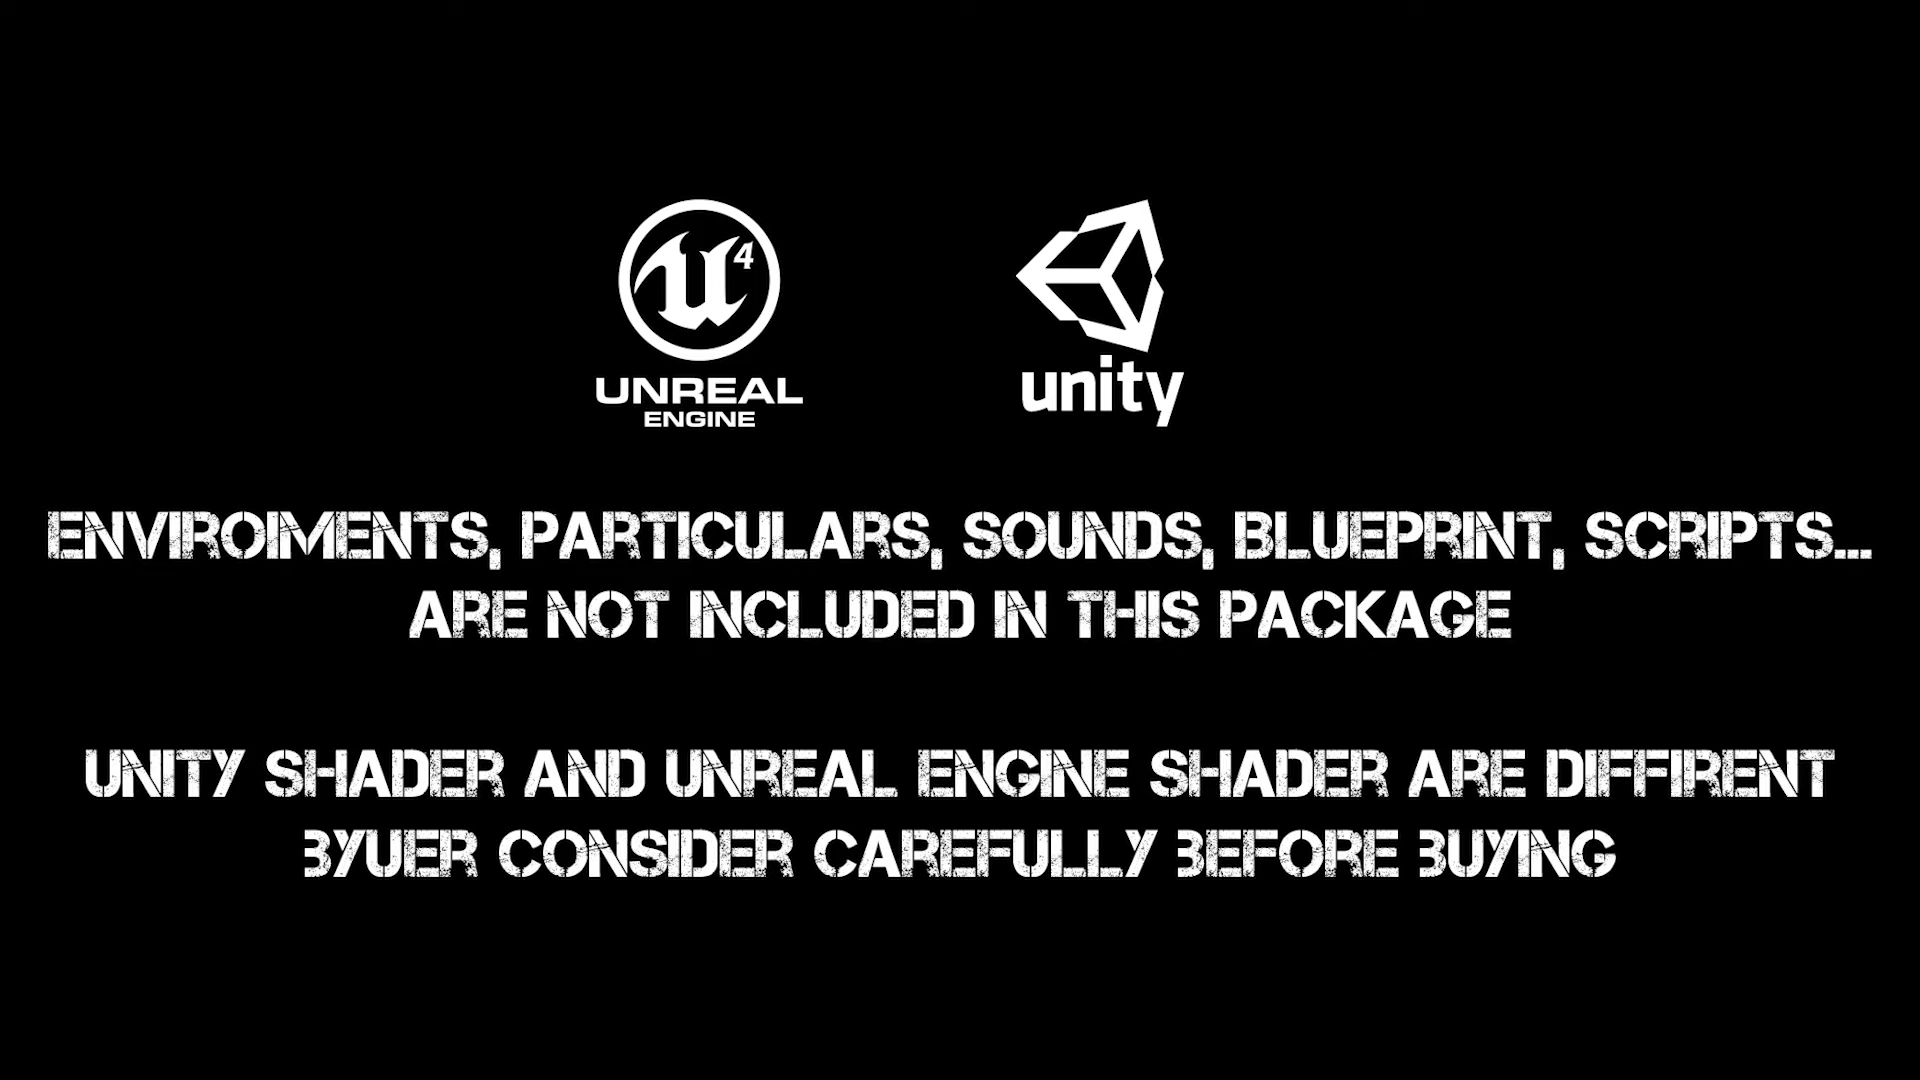 4
UNREAL
ENGINE
unity
ENVIROIMENTS, PARTICULARS, SOUNDS, BLUEPRINT, SCRIPTS...
ARE NOT INCLUDED IN THIS PACKAGE
UNITY SHADER AND UNREAL ENGINE SHADER ARE DIFFIRENT
BYUER CONSIDER CAREFULLY BEFORE BUYING